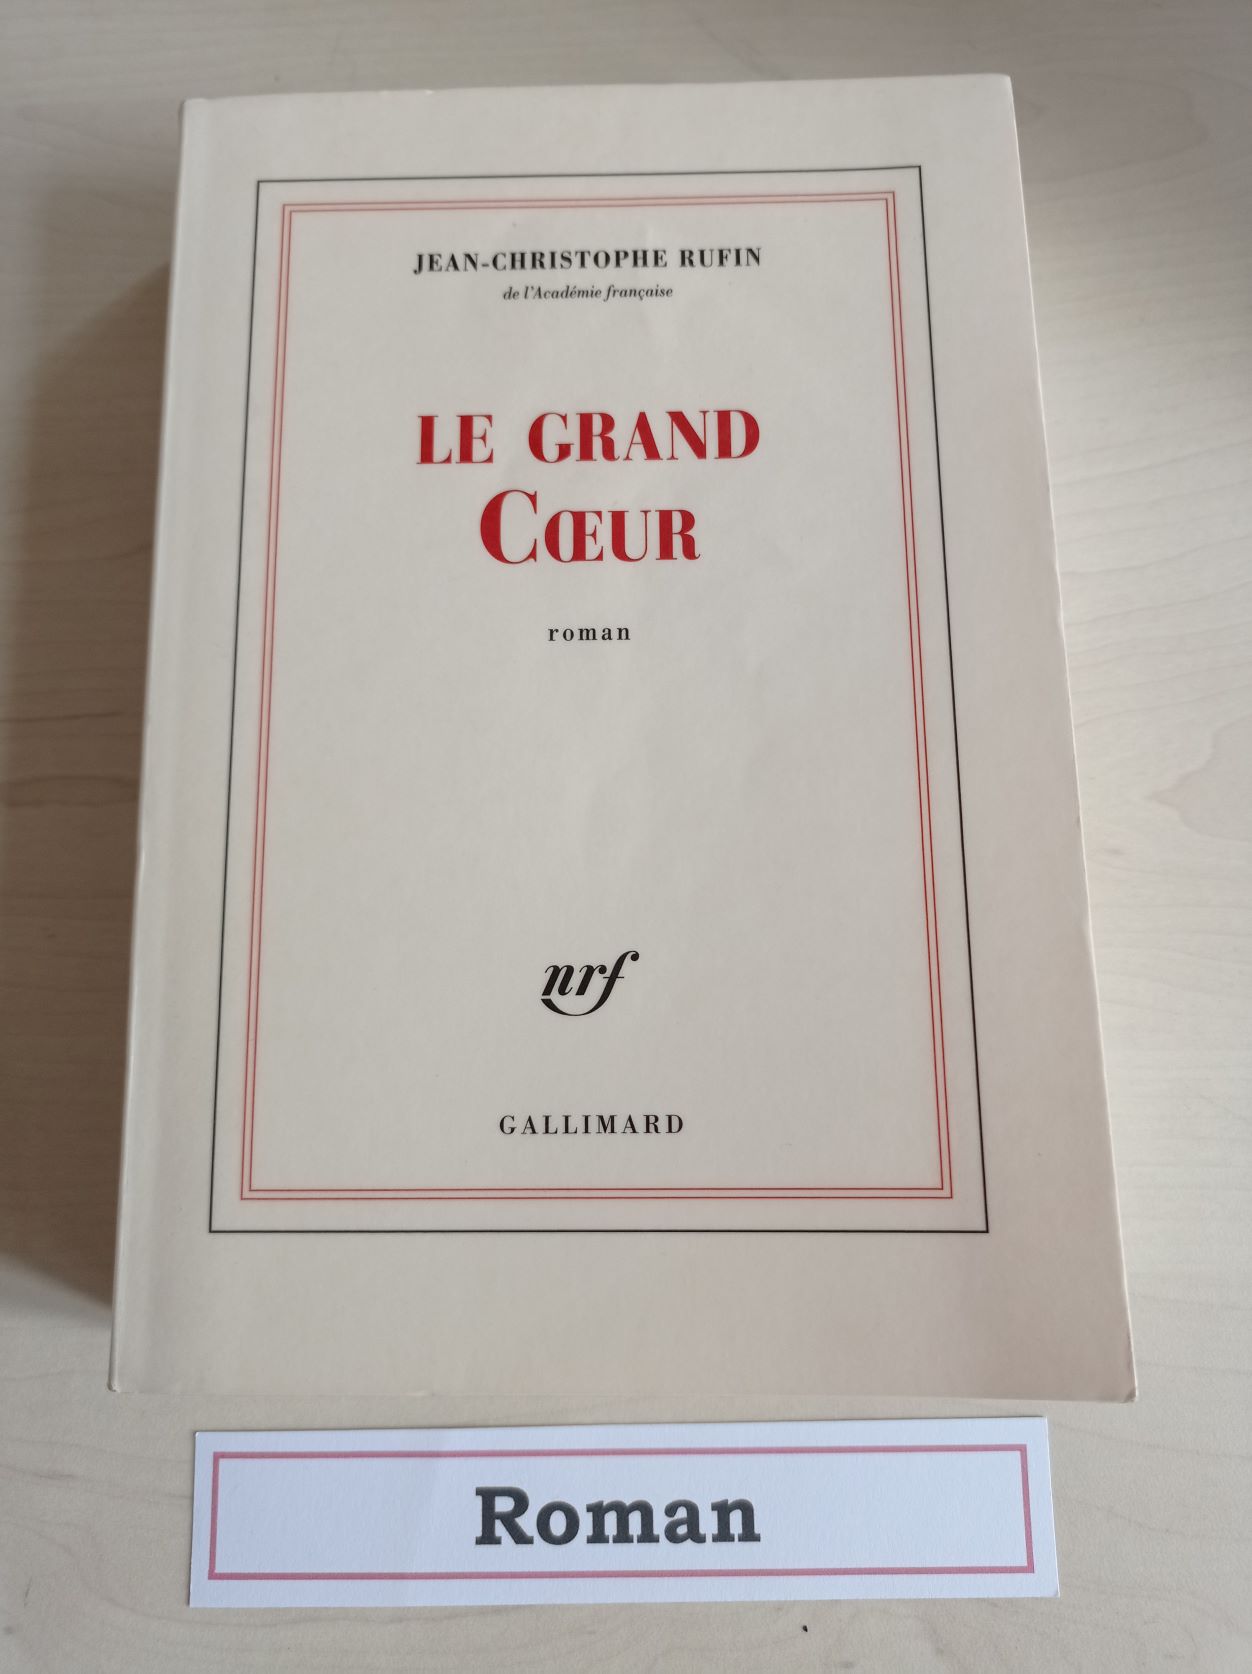 JEAN-CHRISTOPHE RUFIN
de l'Académie française
LE GRAND
CŒUR
roman
nrf
GALLIMARD
Roman